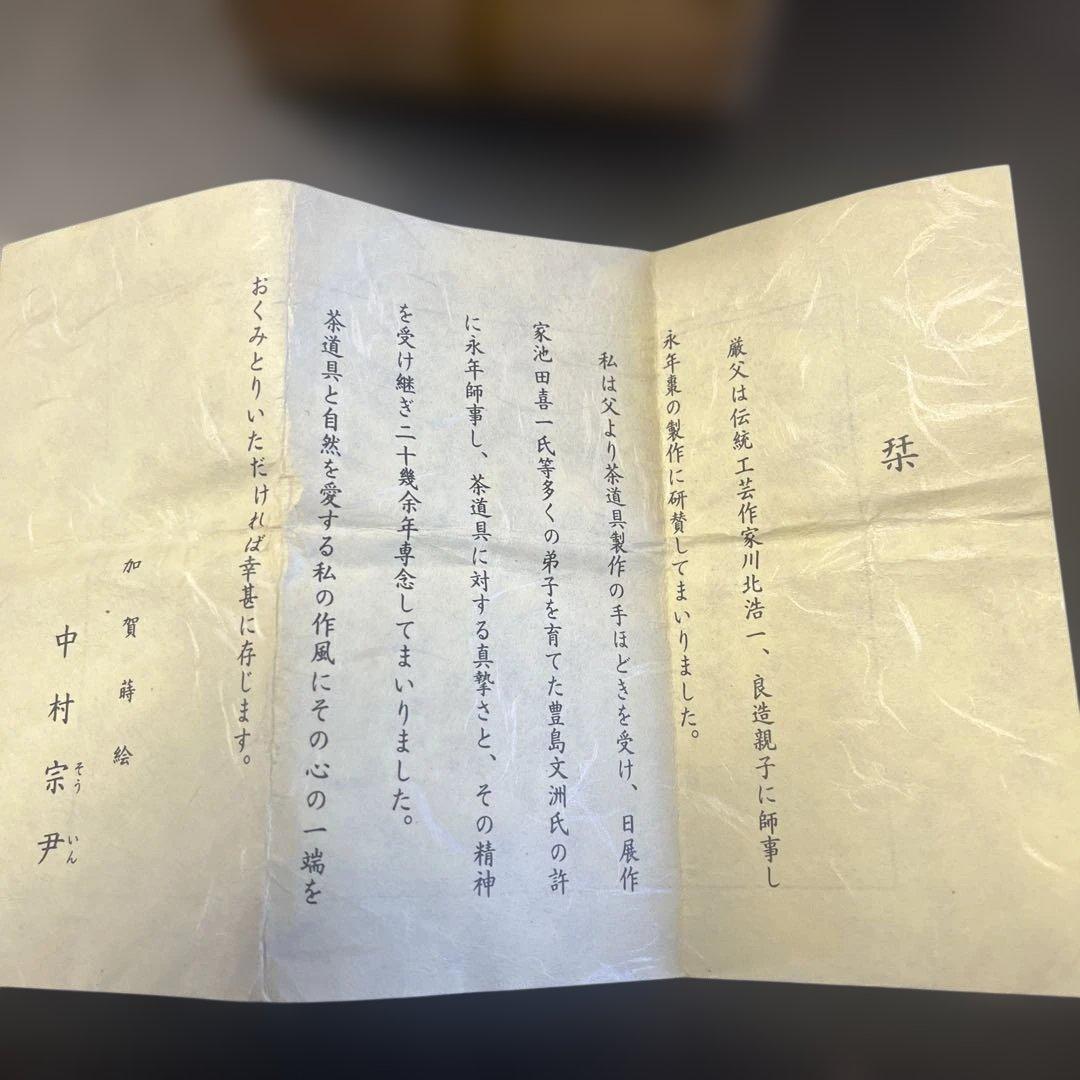 栞
厳父は伝統工芸作家川北浩一、良造親子に師事し
永年棗の製作に研賛してまいりました。
私は父より茶道具製作の手ほどきを受け、日展作
家池田喜一氏等多くの弟子を育てた豊島文洲氏の許
に永年師事し、茶道具に対する真摯さと、その精神
を受け継ぎ二十幾余年専念してまいりました。
茶道具と自然を愛する私の作風にその心の一端を
おくみとりいただければ幸甚に存じます。
加賀蒔絵
中村宗尹
そういん